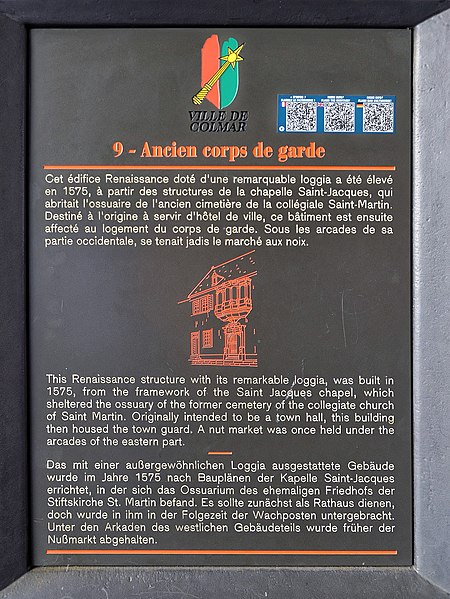 VILLE DE
COLMAR
9 - Ancien corps de garde
Cet édifice Renaissance doté d'une remarquable loggia a été élevé
en 1575, à partir des structures de la chapelle Saint-Jacques, qui
abritait l'ossuaire de l'ancien cimetière de la collégiale Saint-Martin.
Destiné à l'origine à servir d'hôtel de ville, ce bâtiment est ensuite
affecté au logement du corps de garde. Sous les arcades de sa
partie occidentale, se tenait jadis le marché aux noix.
This Renaissance structure with its remarkable loggia, was built in
1575, from the framework of the Saint Jacques chapel, which
sheltered the ossuary of the former cemetery of the collegiate church
of Saint Martin. Originally intended to be a town hall, this building
then housed the town guard. A nut market was once held under the
arcades of the eastern part.
Das mit einer außergewöhnlichen Loggia ausgestattete Gebäude
wurde im Jahre 1575 nach Bauplänen der Kapelle Saint-Jacques
errichtet, in der sich das Ossuarium des ehemaligen Friedhofs der
Stiftskirche St. Martin befand. Es sollte zunächst als Rathaus dienen,
doch wurde in ihm in der Folgezeit der Wachposten untergebracht.
Unter den Arkaden des westlichen Gebäudeteils wurde früher der
Nußmarkt abgehalten.